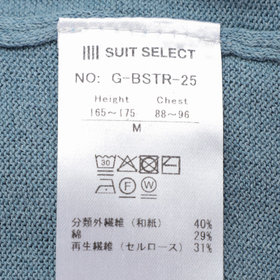 SUIT SELECT
NO: G-BSTR-25
Height Chest
165～175 88～96
M
30
P F W
分類外繊維（和紙） 40%
綿 29%
再生繊維（セルロース） 31%